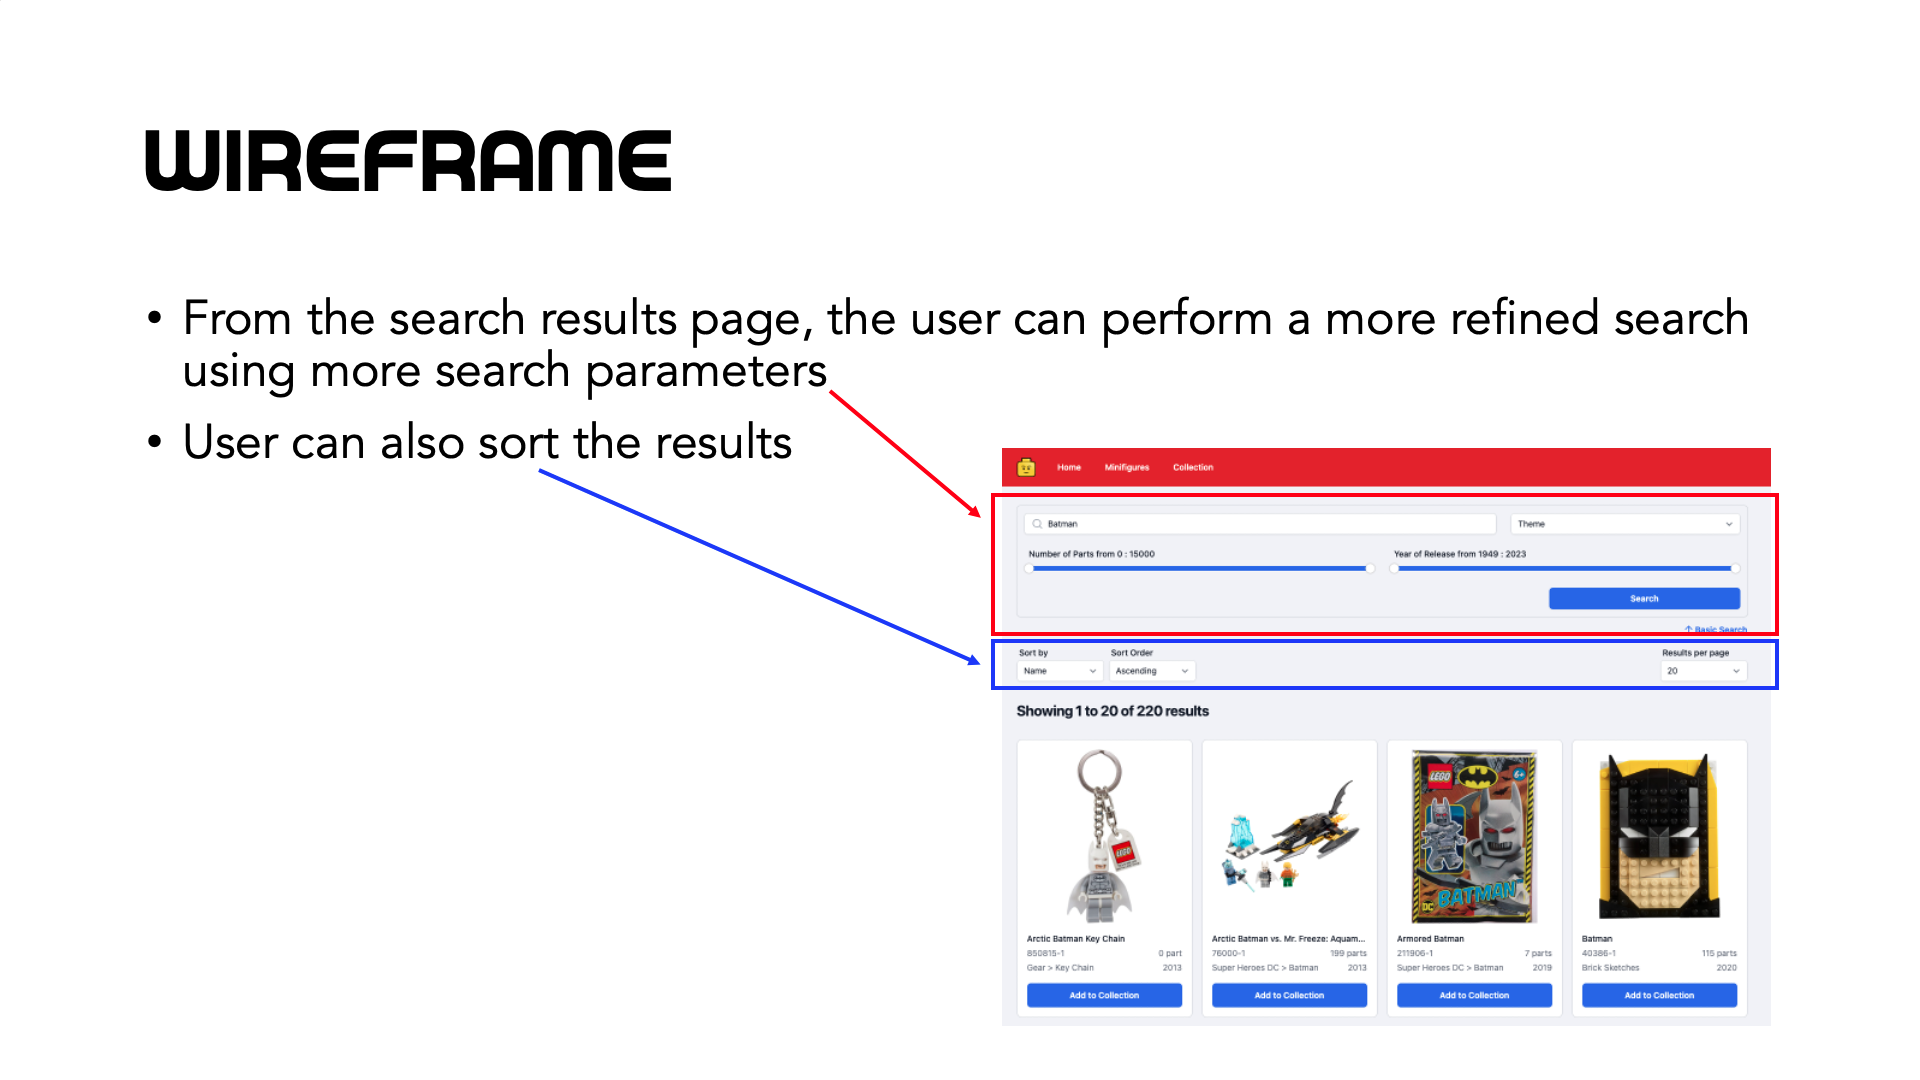 WIREFRAME
• From the search results page, the user can perform a more refined search
using more search parameters
• User can also sort the results
Home Minifigures Collection
Batman Theme
Number of Parts from 0 : 15000 Year of Release from 1949 : 2023
Search
↑ Basic Search
Sort by Sort Order Results per page
Name Ascending 20
Showing 1 to 20 of 220 results
LEGO
LEGO 6+
BATMAN
DC
Arctic Batman Key Chain
850815-1 0 part
Gear > Key Chain 2013
Add to Collection
Arctic Batman vs. Mr. Freeze: Aquam...
76000-1 199 parts
Super Heroes DC > Batman 2013
Add to Collection
Armored Batman
211906-1 7 parts
Super Heroes DC > Batman 2019
Add to Collection
Batman
40386-1 115 parts
Brick Sketches 2020
Add to Collection